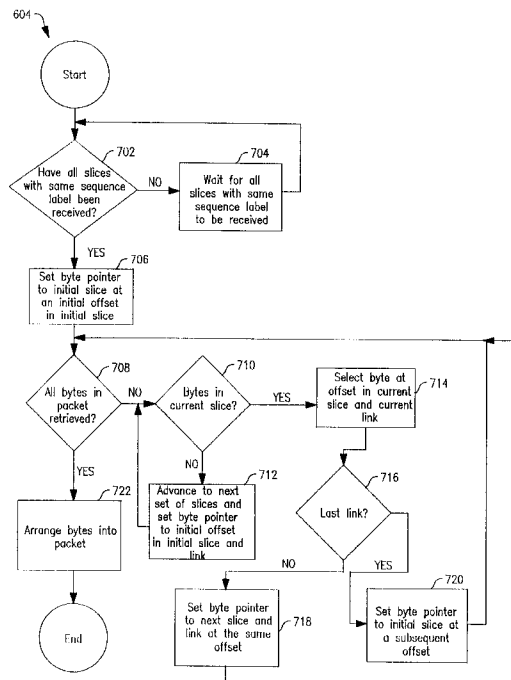 604
Start
702
Have all slices
with same sequence
label been
received?
NO
704
Wait for all
slices with same
sequence label
to be received
YES
706
Set byte pointer
to initial slice at
an initial offset
in initial slice
708
All bytes in
packet
retrieved?
NO
710
Bytes in
current slice?
YES
Select byte at
offset in current
slice and current
link
714
NO
712
Advance to next
set of slices and
set byte pointer
to initial offset
in initial slice and
link
716
Last link?
YES
722
Arrange bytes into
packet
NO
YES
720
Set byte pointer
to next slice and
link at the same
offset
718
Set byte pointer
to initial slice at
a subsequent
offset
End